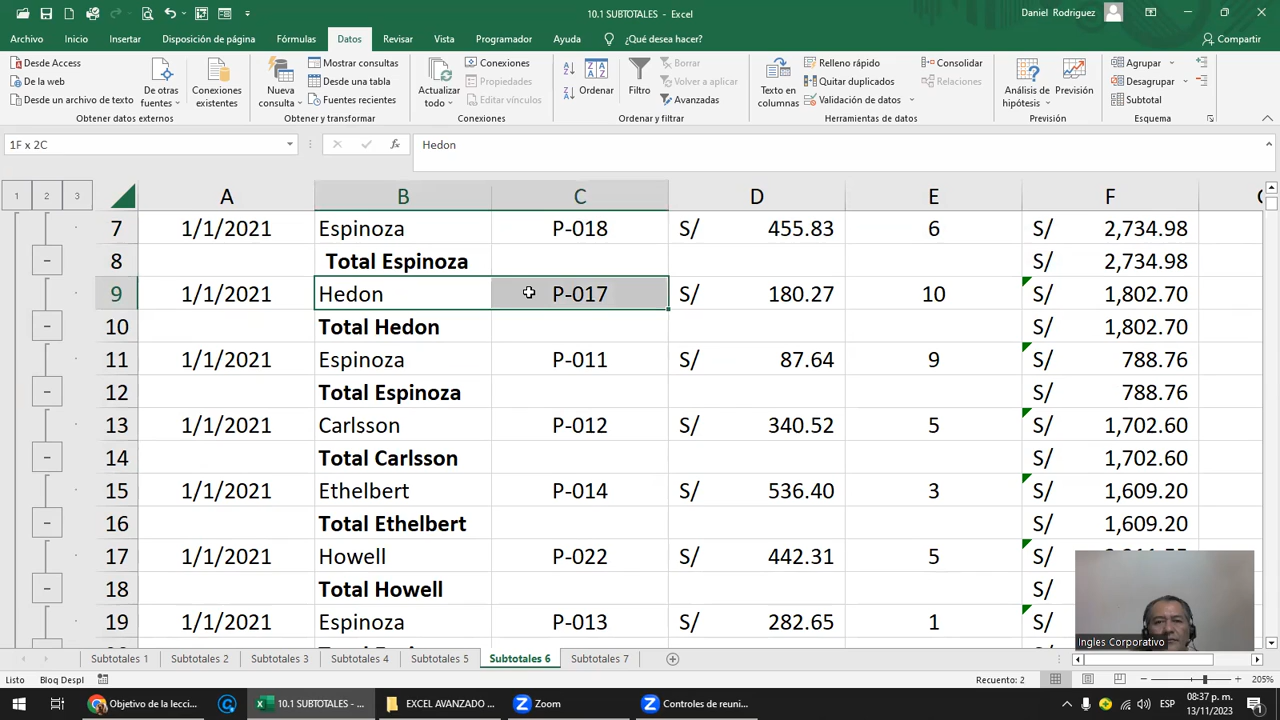 10.1 SUBTOTALES - Excel
Daniel Rodriguez
Archivo Inicio Insertar Disposición de página Fórmulas Datos Revisar Vista Programador Ayuda ¿Qué desea hacer? Compartir
Desde Access
De la web
Desde un archivo de texto
De otras fuentes
Conexiones existentes
Obtener datos externos
Nueva consulta
Mostrar consultas
Desde una tabla
Fuentes recientes
Obtener y transformar
Actualizar todo
Conexiones
Propiedades
Editar vínculos
Conexiones
Ordenar
Filtro
Borrar
Volver a aplicar
Avanzadas
Ordenar y filtrar
Texto en columnas
Relleno rápido
Quitar duplicados
Validación de datos
Consolidar
Relaciones
Herramientas de datos
Análisis de hipótesis
Previsión
Previsión
Agrupar
Desagrupar
Subtotal
Esquema
1F x 2C
fx
Hedon
1 2 3 A B C D E F
7 1/1/2021 Espinoza P-018 S/ 455.83 6 S/ 2,734.98
8 Total Espinoza S/ 2,734.98
9 1/1/2021 Hedon P-017 S/ 180.27 10 S/ 1,802.70
10 Total Hedon S/ 1,802.70
11 1/1/2021 Espinoza P-011 S/ 87.64 9 S/ 788.76
12 Total Espinoza S/ 788.76
13 1/1/2021 Carlsson P-012 S/ 340.52 5 S/ 1,702.60
14 Total Carlsson S/ 1,702.60
15 1/1/2021 Ethelbert P-014 S/ 536.40 3 S/ 1,609.20
16 Total Ethelbert S/ 1,609.20
17 1/1/2021 Howell P-022 S/ 442.31 5 S/
18 Total Howell S/
19 1/1/2021 Espinoza P-013 S/ 282.65 1 S/
Ingles Corporativo
Subtotales 1 Subtotales 2 Subtotales 3 Subtotales 4 Subtotales 5 Subtotales 6 Subtotales 7
Listo Bloq Despl Recuento: 2 205%
Objetivo de la lecci... 10.1 SUBTOTALES - ... EXCEL AVANZADO ... Zoom Controles de reuni... ESP 08:37 p. m.
13/11/2023